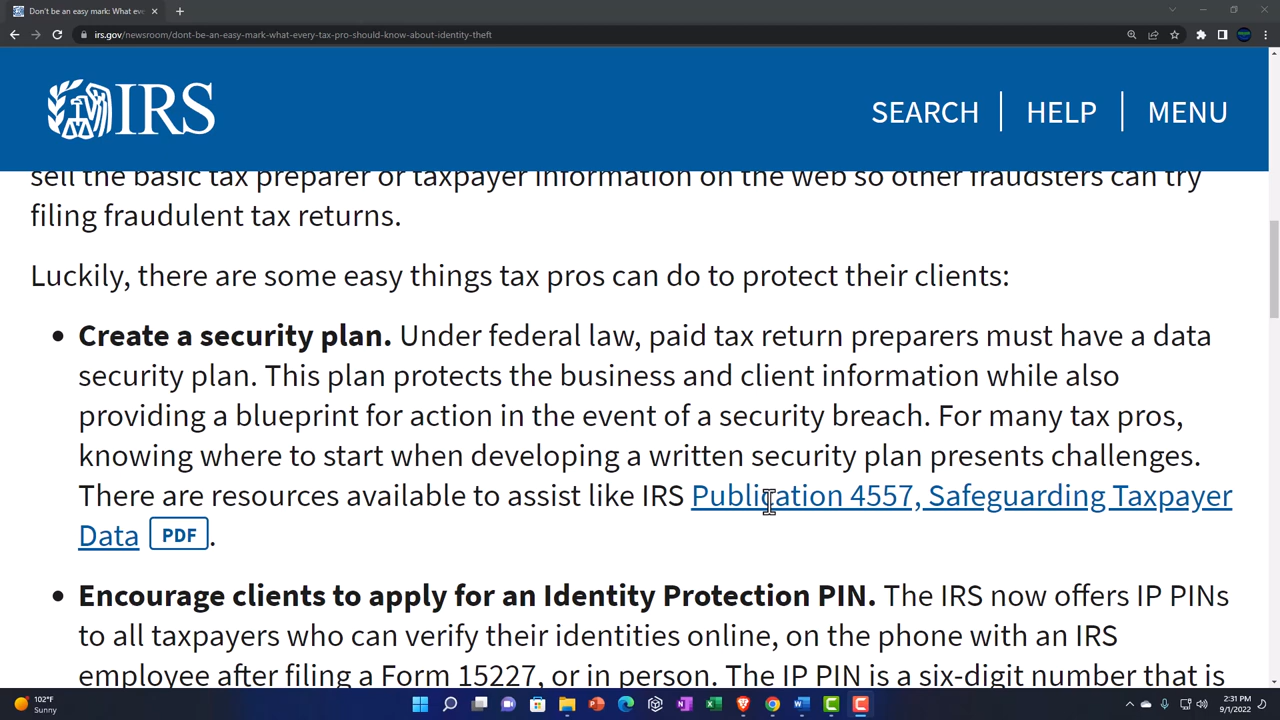 Don't be an easy mark: What eve
irs.gov/newsroom/dont-be-an-easy-mark-what-every-tax-pro-should-know-about-identity-theft
IRS
SEARCH
HELP
MENU
sell the basic tax preparer or taxpayer information on the web so other fraudsters can try
filing fraudulent tax returns.
Luckily, there are some easy things tax pros can do to protect their clients:
• Create a security plan. Under federal law, paid tax return preparers must have a data
security plan. This plan protects the business and client information while also
providing a blueprint for action in the event of a security breach. For many tax pros,
knowing where to start when developing a written security plan presents challenges.
There are resources available to assist like IRS Publication 4557, Safeguarding Taxpayer
Data PDF.
• Encourage clients to apply for an Identity Protection PIN. The IRS now offers IP PINs
to all taxpayers who can verify their identities online, on the phone with an IRS
employee after filing a Form 15227, or in person. The IP PIN is a six-digit number that is
102°F
Sunny
2:31 PM
9/1/2022